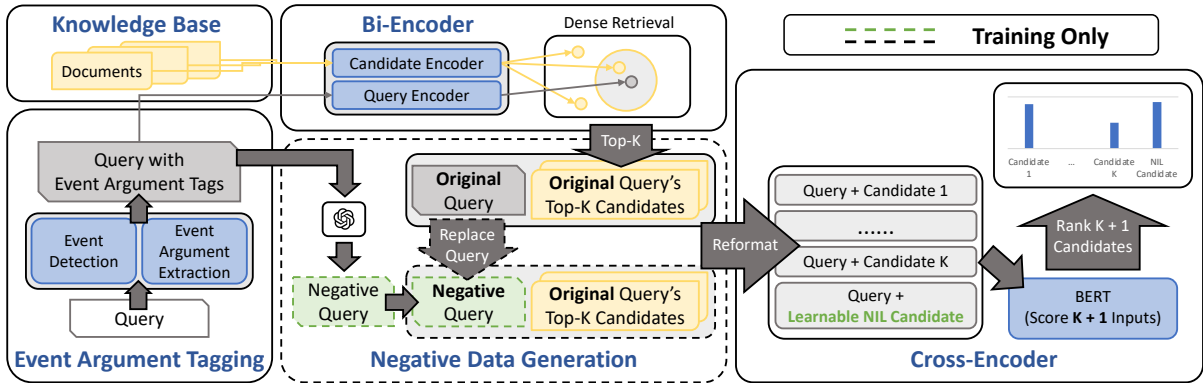 Knowledge Base
Documents
Bi-Encoder
Candidate Encoder
Query Encoder
Dense Retrieval
Training Only
Query with
Event Argument Tags
Event
Detection
Event
Argument
Extraction
Query
Event Argument Tagging
Top-K
Original
Query
Original Query's
Top-K Candidates
Replace
Query
Negative
Query
Negative
Query
Original Query's
Top-K Candidates
Negative Data Generation
Reformat
Query + Candidate 1
......
Query + Candidate K
Query +
Learnable NIL Candidate
Candidate
1
...
Candidate
K
NIL
Candidate
Rank K + 1
Candidates
BERT
(Score K + 1 Inputs)
Cross-Encoder